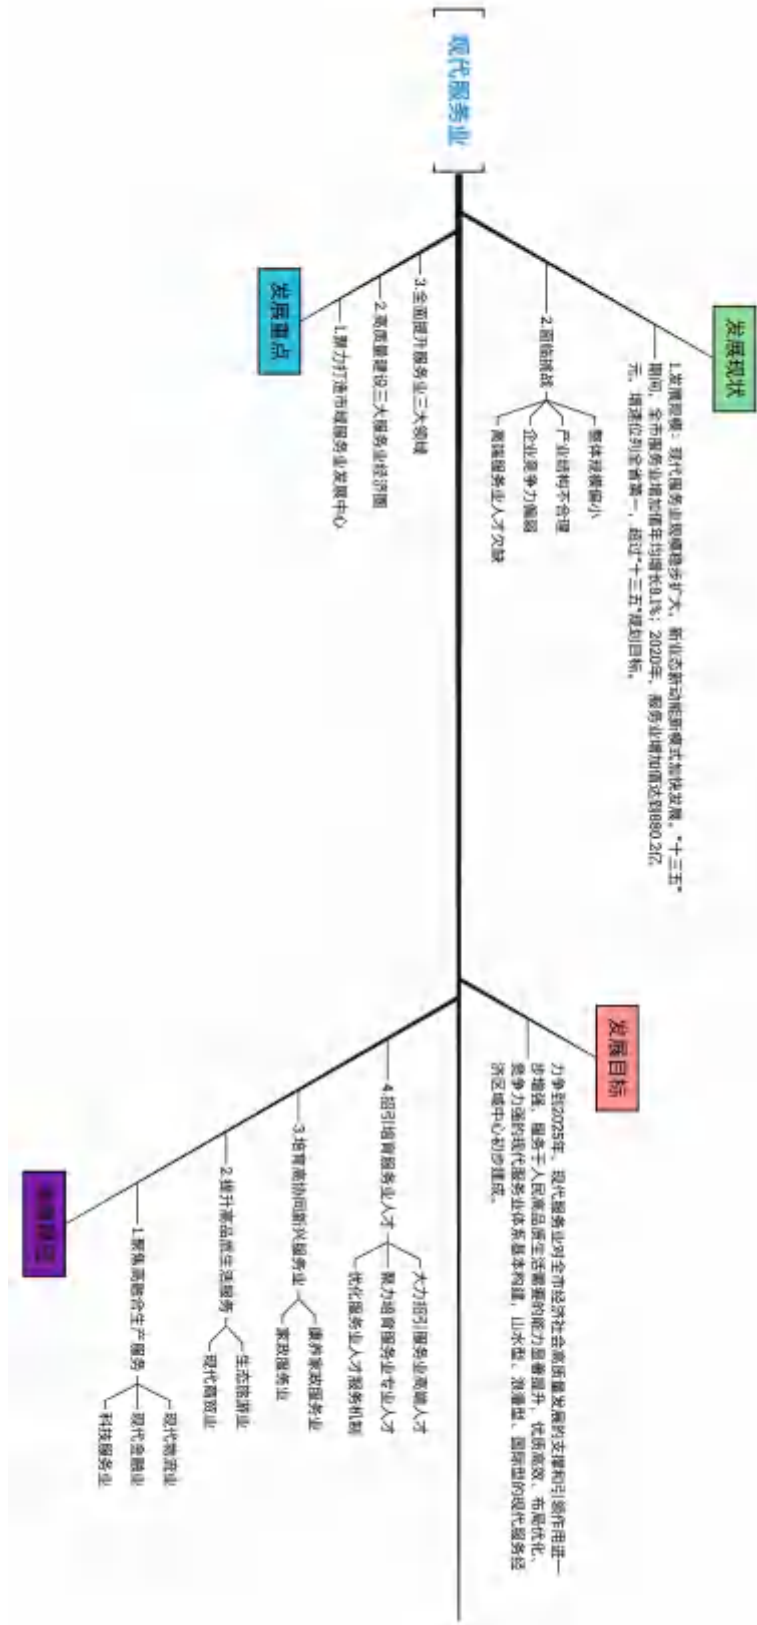 现代服务业
发展现状
1.发展规模：现代服务业规模稳步扩大，新业态新动能新模式加快发展。"十三五"
期间，全市服务业增加值年均增长8.1%；2020年，服务业增加值达到880.2亿
元，增速位列全省第一，超过"十三五"规划目标。
2.面临挑战
整体规模偏小
产业结构不合理
企业竞争力偏弱
高端服务业人才欠缺
发展重点
3.全面提升服务业三大领域
2.高质量建设三大服务业经济圈
1.聚力打造市域服务业发展中心
发展目标
力争到2025年，现代服务业对全市经济社会高质量发展的支撑和引领作用进一
步增强，服务于人民高品质生活需要的能力显著提升，优质高效、布局优化、
竞争力强的现代服务业体系基本构建，山水型、浪漫型、国际型的现代服务经
济区域中心初步建成。
4.招引培育服务业人才
大力招引服务业高端人才
聚力培育服务业专业人才
优化服务业人才服务机制
3.培育高协同新兴服务业
康养家政服务业
家政服务业
2.提升高品质生活服务
生态旅游业
现代商贸业
1.聚焦高融合生产服务
现代物流业
现代金融业
科技服务业